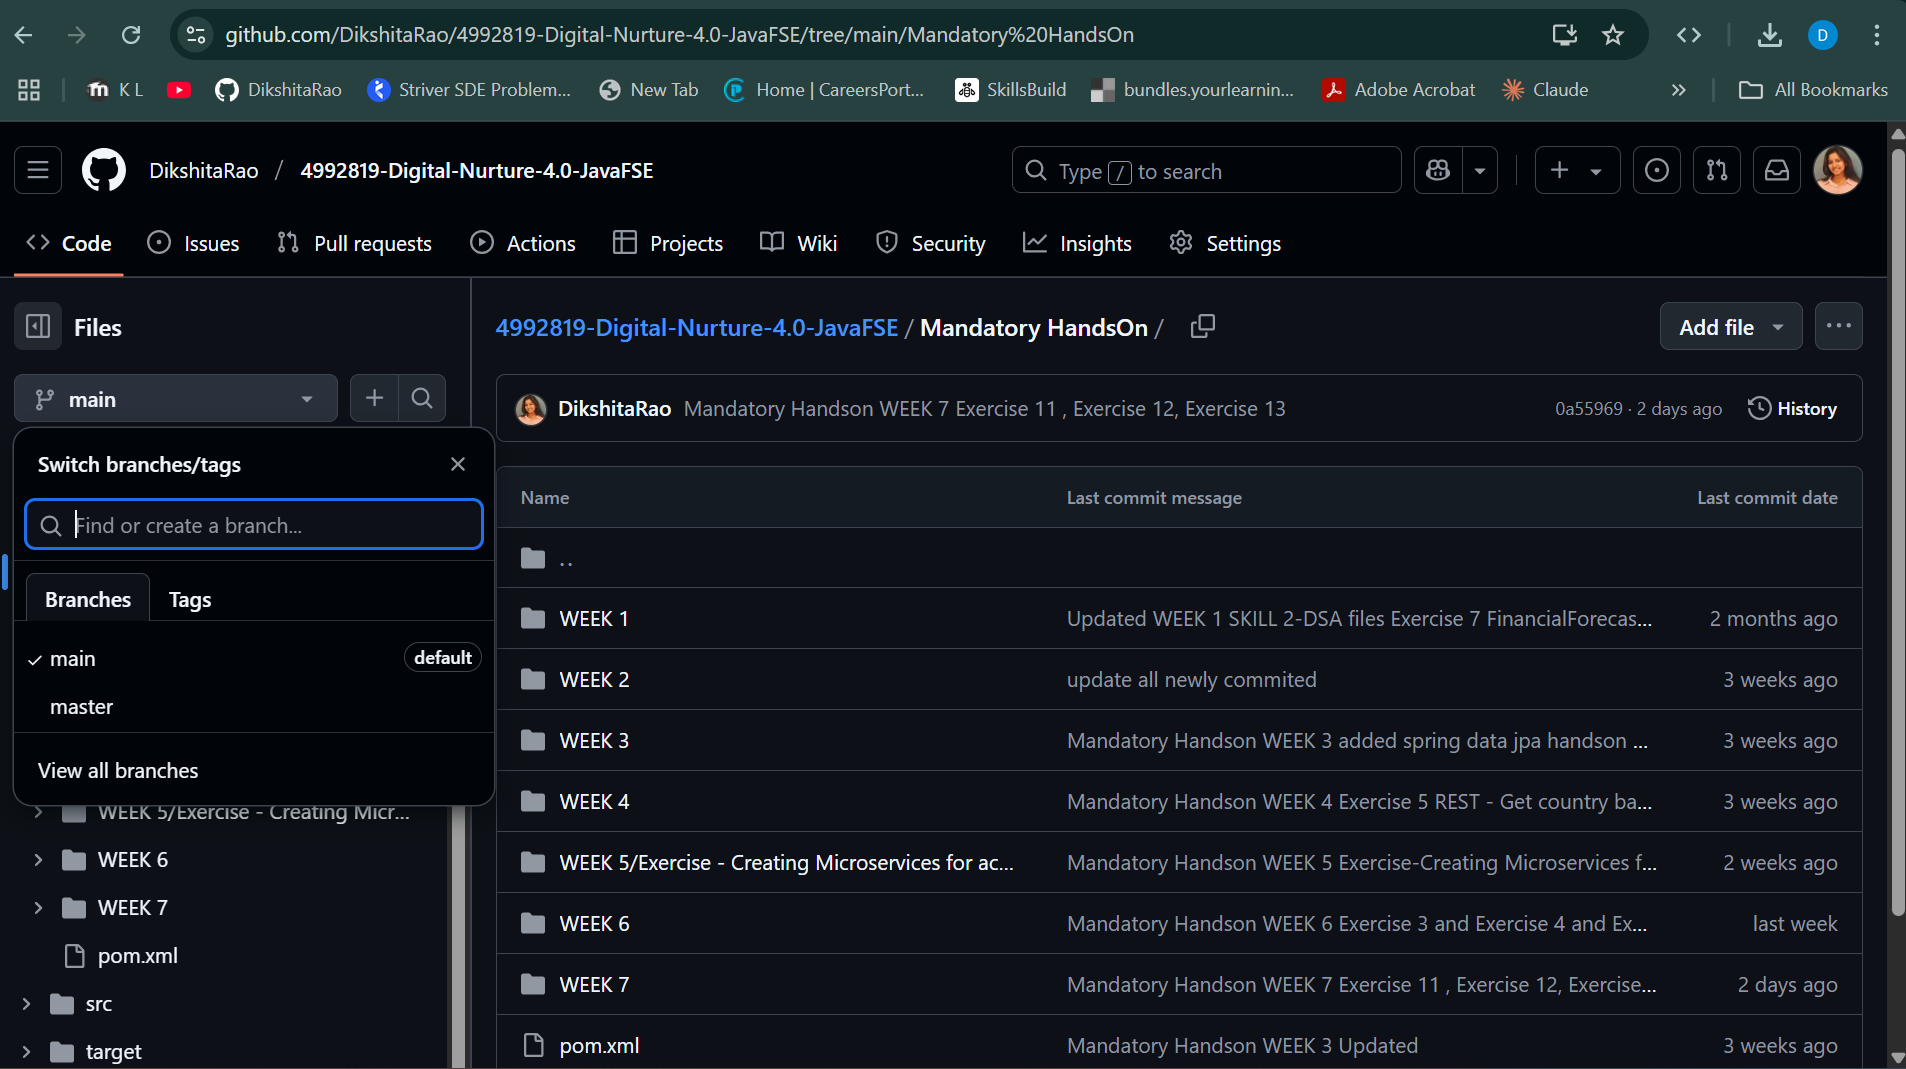 github.com/DikshitaRao/4992819-Digital-Nurture-4.0-JavaFSE/tree/main/Mandatory%20HandsOn
D
K L
DikshitaRao
Striver SDE Problem...
New Tab
Home | CareersPort...
SkillsBuild
bundles.yourlearnin...
Adobe Acrobat
Claude
All Bookmarks
DikshitaRao / 4992819-Digital-Nurture-4.0-JavaFSE
Type / to search
Code
Issues
Pull requests
Actions
Projects
Wiki
Security
Insights
Settings
Files
main
Switch branches/tags
Find or create a branch...
Branches
Tags
main
default
master
View all branches
WEEK 5/Exercise - Creating Micr...
WEEK 6
WEEK 7
pom.xml
src
target
4992819-Digital-Nurture-4.0-JavaFSE / Mandatory HandsOn /
Add file
DikshitaRao Mandatory Handson WEEK 7 Exercise 11 , Exercise 12, Exercise 13
0a55969 · 2 days ago
History
Name Last commit message Last commit date
..
WEEK 1 Updated WEEK 1 SKILL 2-DSA files Exercise 7 FinancialForecas... 2 months ago
WEEK 2 update all newly commited 3 weeks ago
WEEK 3 Mandatory Handson WEEK 3 added spring data jpa handson ... 3 weeks ago
WEEK 4 Mandatory Handson WEEK 4 Exercise 5 REST - Get country ba... 3 weeks ago
WEEK 5/Exercise - Creating Microservices for ac... Mandatory Handson WEEK 5 Exercise-Creating Microservices f... 2 weeks ago
WEEK 6 Mandatory Handson WEEK 6 Exercise 3 and Exercise 4 and Ex... last week
WEEK 7 Mandatory Handson WEEK 7 Exercise 11 , Exercise 12, Exercise... 2 days ago
pom.xml Mandatory Handson WEEK 3 Updated 3 weeks ago